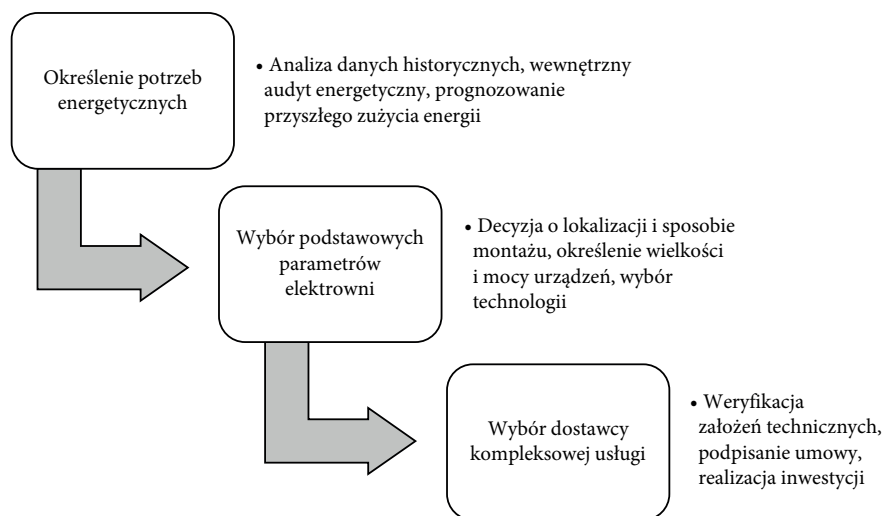 Określenie potrzeb
energetycznych
• Analiza danych historycznych, wewnętrzny
audyt energetyczny, prognozowanie
przyszłego zużycia energii
Wybór podstawowych
parametrów
elektrowni
• Decyzja o lokalizacji i sposobie
montażu, określenie wielkości
i mocy urządzeń, wybór
technologii
Wybór dostawcy
kompleksowej usługi
• Weryfikacja
założeń technicznych,
podpisanie umowy,
realizacja inwestycji